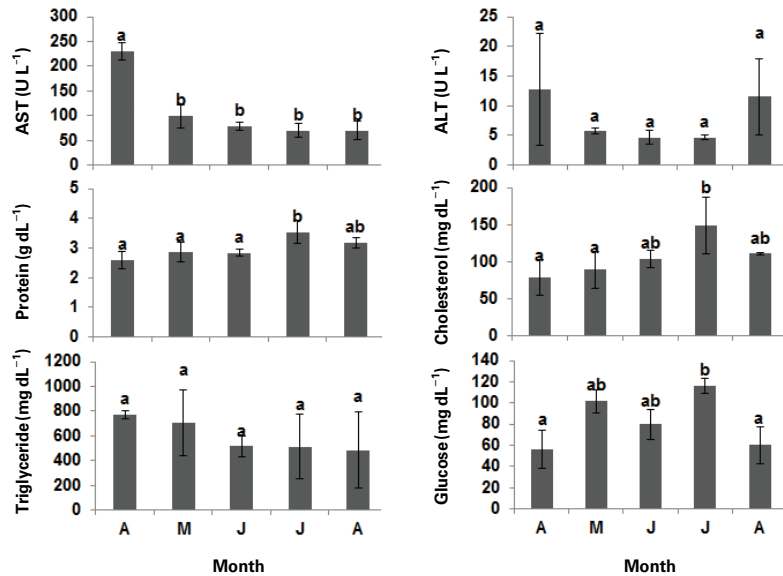 AST (U L⁻¹)
300
250
200
150
100
50
0
a
b
b
b
b
ALT (U L⁻¹)
25
20
15
10
5
0
a
a
a
a
a
Protein (g dL⁻¹)
5
4
3
2
1
0
a
a
a
b
ab
Cholesterol (mg dL⁻¹)
200
150
100
50
0
a
a
ab
b
ab
Triglyceride (mg dL⁻¹)
1200
1000
800
600
400
200
0
a
a
a
a
a
A M J J A
Month
Glucose (mg dL⁻¹)
140
120
100
80
60
40
20
0
a
ab
ab
b
a
A M J J A
Month